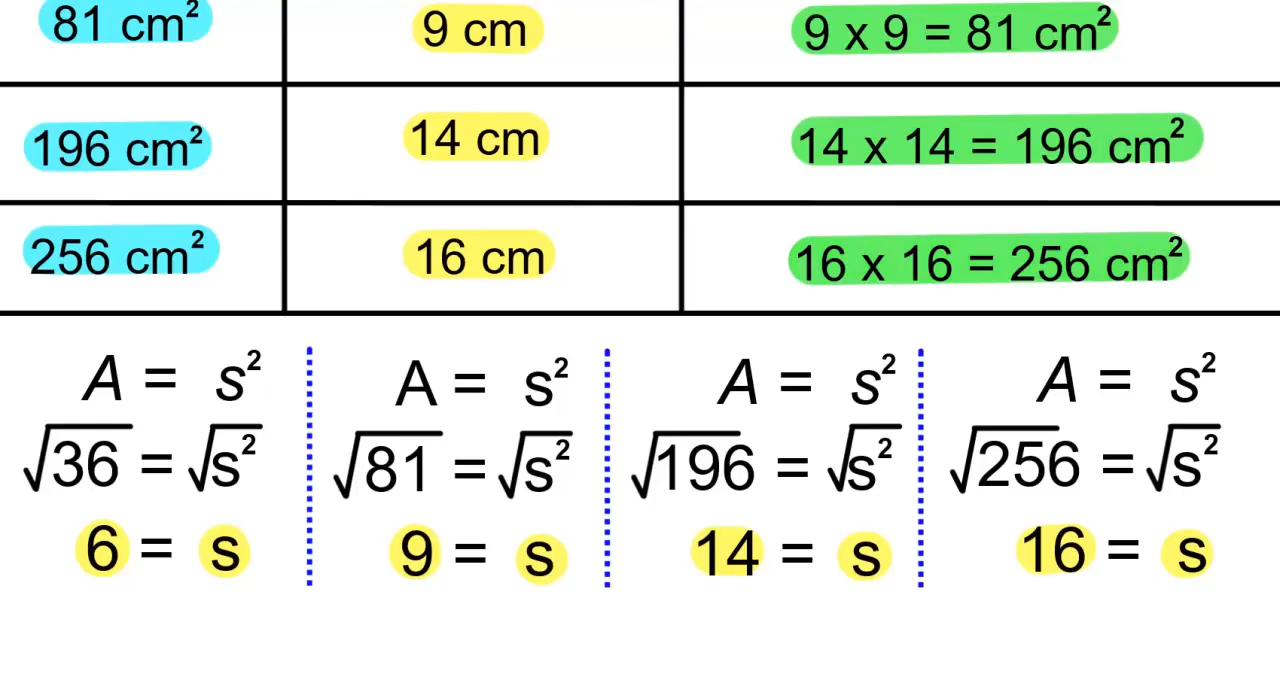 81 cm² 9 cm 9 x 9 = 81 cm²
196 cm² 14 cm 14 x 14 = 196 cm²
256 cm² 16 cm 16 x 16 = 256 cm²
A = s² A = s² A = s² A = s²
√36 = √s² √81 = √s² √196 = √s² √256 = √s²
6 = s 9 = s 14 = s 16 = s